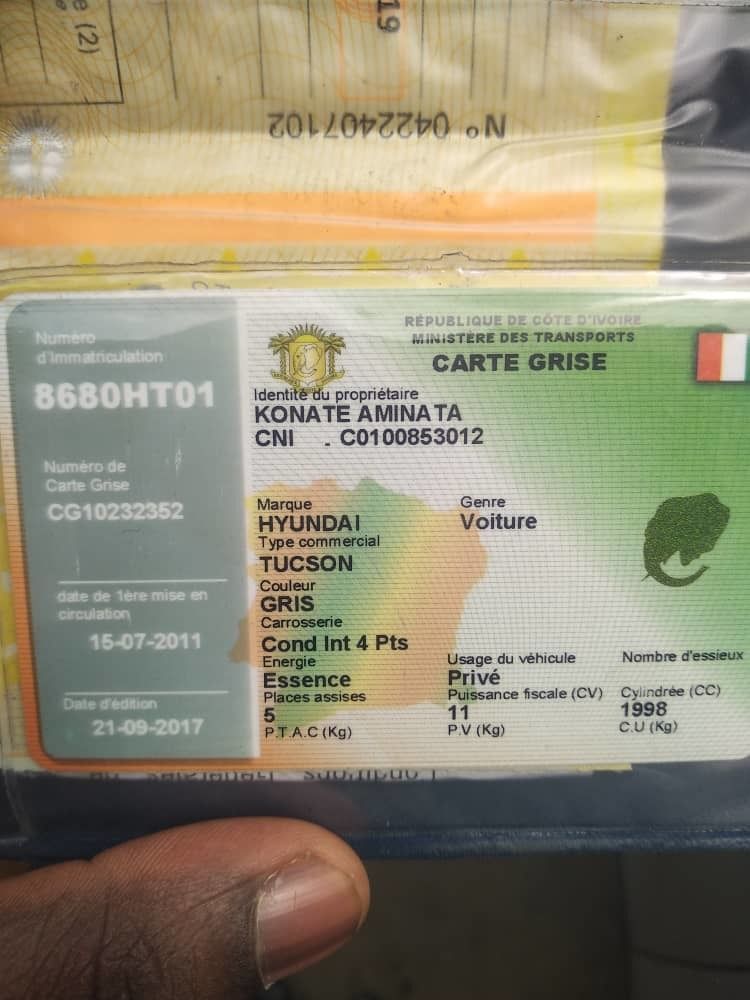 e (2)
19
N° 0422407102
RÉPUBLIQUE DE CÔTE D'IVOIRE
MINISTÈRE DES TRANSPORTS
CARTE GRISE
Numéro
d'Immatriculation
8680HT01
Numéro de
Carte Grise
CG10232352
date de 1ère mise en
circulation
15-07-2011
Date d'édition
21-09-2017
Identité du propriétaire
KONATE AMINATA
CNI . C0100853012
Marque
HYUNDAI
Genre
Voiture
Type commercial
TUCSON
Couleur
GRIS
Carrosserie
Cond Int 4 Pts
Energie
Essence
Usage du véhicule
Privé
Nombre d'essieux
Places assises
5
Puissance fiscale (CV)
11
Cylindrée (CC)
1998
P.T.A.C (Kg)
P.V (Kg)
C.U (Kg)